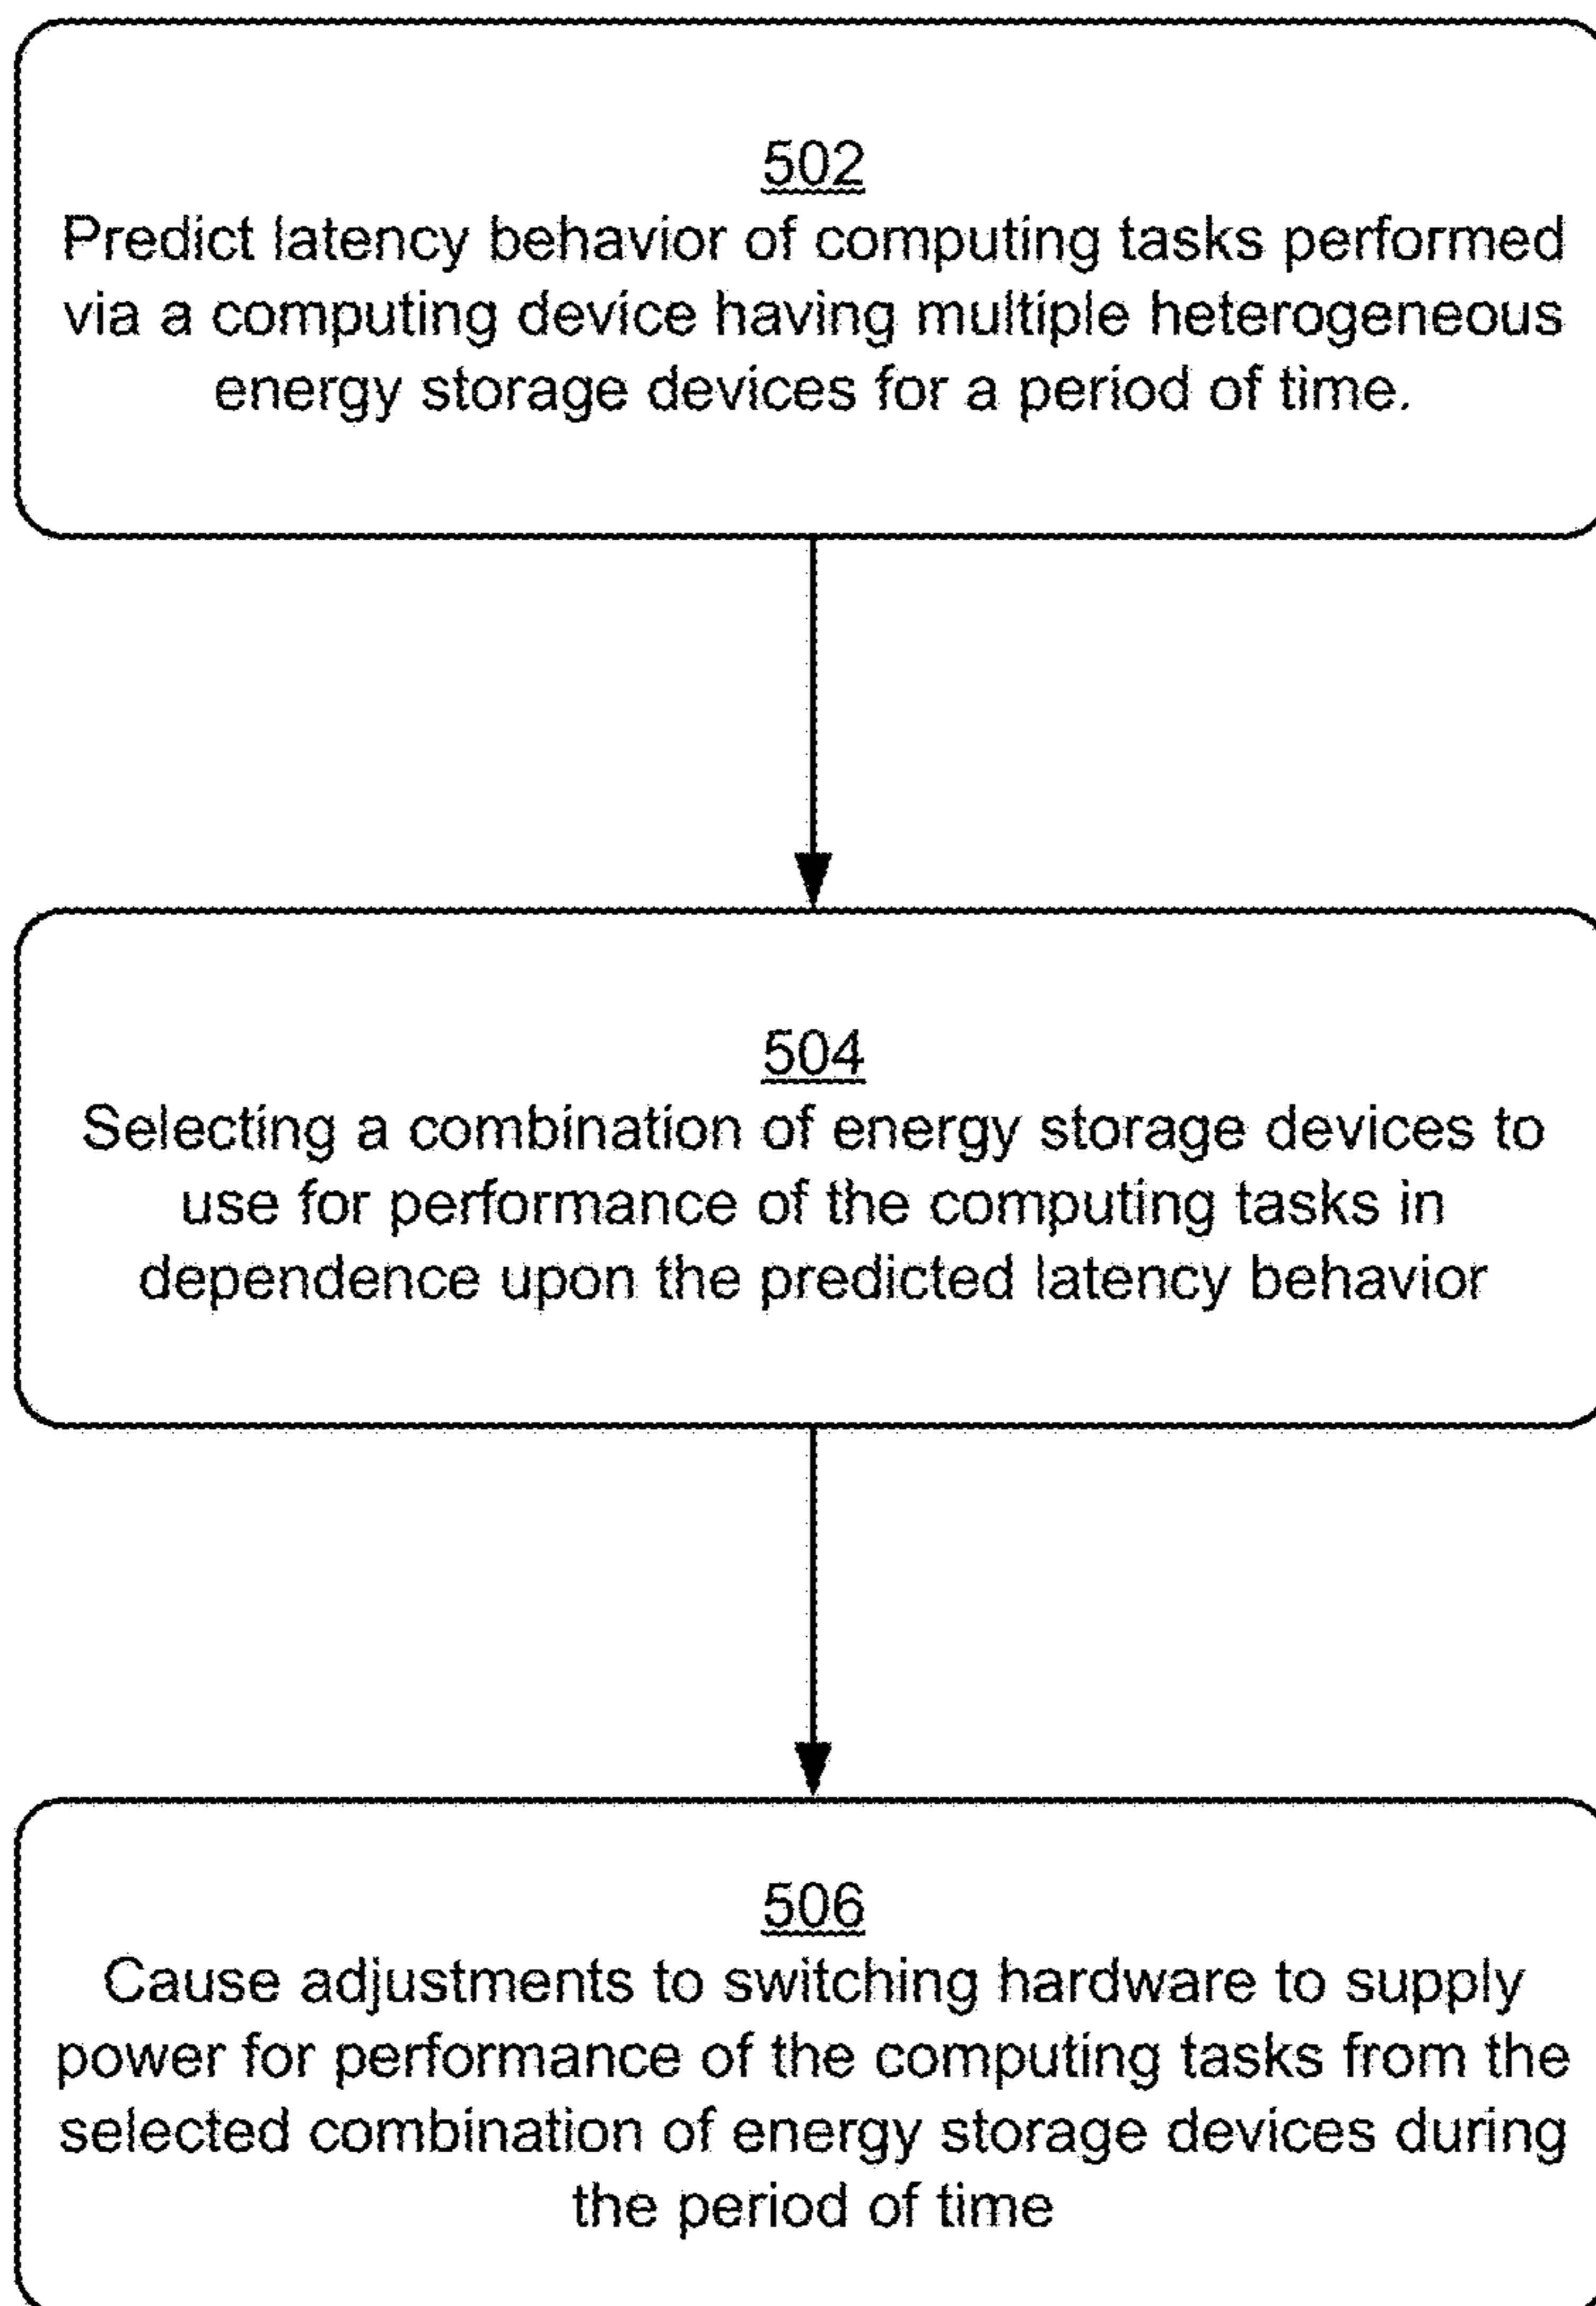 502
Predict latency behavior of computing tasks performed
via a computing device having multiple heterogeneous
energy storage devices for a period of time.
504
Selecting a combination of energy storage devices to
use for performance of the computing tasks in
dependence upon the predicted latency behavior
506
Cause adjustments to switching hardware to supply
power for performance of the computing tasks from the
selected combination of energy storage devices during
the period of time